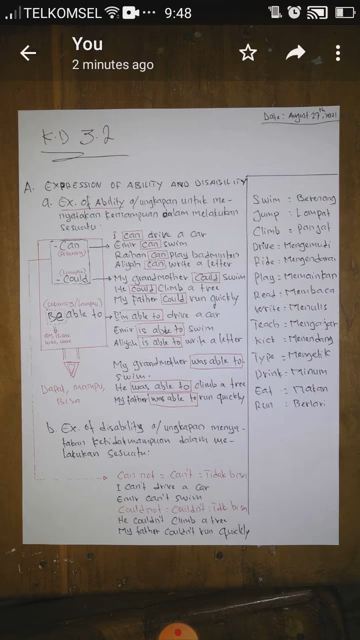 TELKOMSEL 9:48
You
2 minutes ago
Date: August 27th, 2021
KD 3.2
A. EXPRESSION OF ABILITY AND DISABILITY
a. Ex. of Ability a/ungkapan untuk me-
nyatakan kemampuan dalam melakukan
sesuatu:
I can drive a car
- Can
Emir can swim
Raihan can play badminton
Aliyah can write a letter
- Could
My grandmother could swim
He could climb a tree
My father could run quickly
Be able to
I'm able to drive a car
Emir is able to swim
Aliyah is able to write a letter
My grandmother was able to
swim.
He was able to climb a tree
My father was able to run quickly
Dapat, mampu,
Bisa
b. Ex. of disability a/ungkapan menya-
takan ketidakmampuan dalam me-
lakukan sesuatu:
Can not = Can't = Tidak bisa
I can't drive a car
Emir can't swim
Could not = Couldn't = Tdk bisa
He couldn't climb a tree
My father couldn't run quickly
Swim : Berenang
Jump : Lompat
Climb : panjat
Drive : Mengemudi
Ride : Mengendarai
Play : Memainkan
Read : Membaca
Write : Menulis
Teach : Mengajar
Kick : Menendang
Type : Mengetik
Drink : Minum
Eat : Makan
Run : Berlari